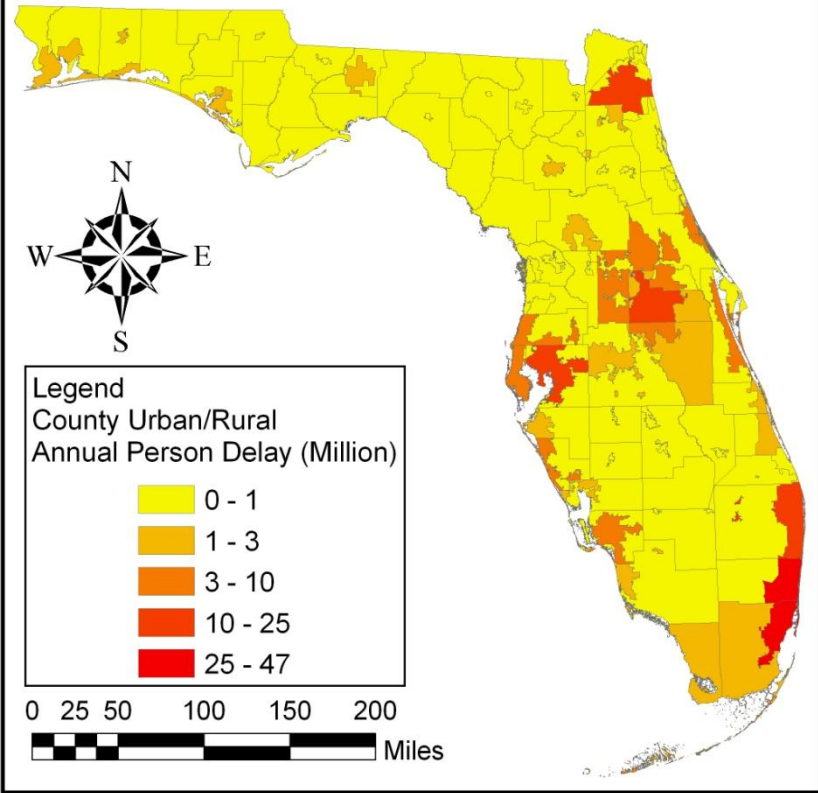 N
W E
S
Legend
County Urban/Rural
Annual Person Delay (Million)
0 - 1
1 - 3
3 - 10
10 - 25
25 - 47
0 25 50 100 150 200
Miles